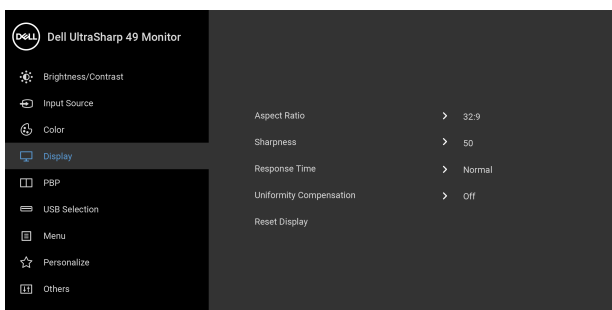 DELL Dell UltraSharp 49 Monitor
Brightness/Contrast
Input Source
Color
Display
PBP
USB Selection
Menu
Personalize
Others
Aspect Ratio 32:9
Sharpness 50
Response Time Normal
Uniformity Compensation Off
Reset Display